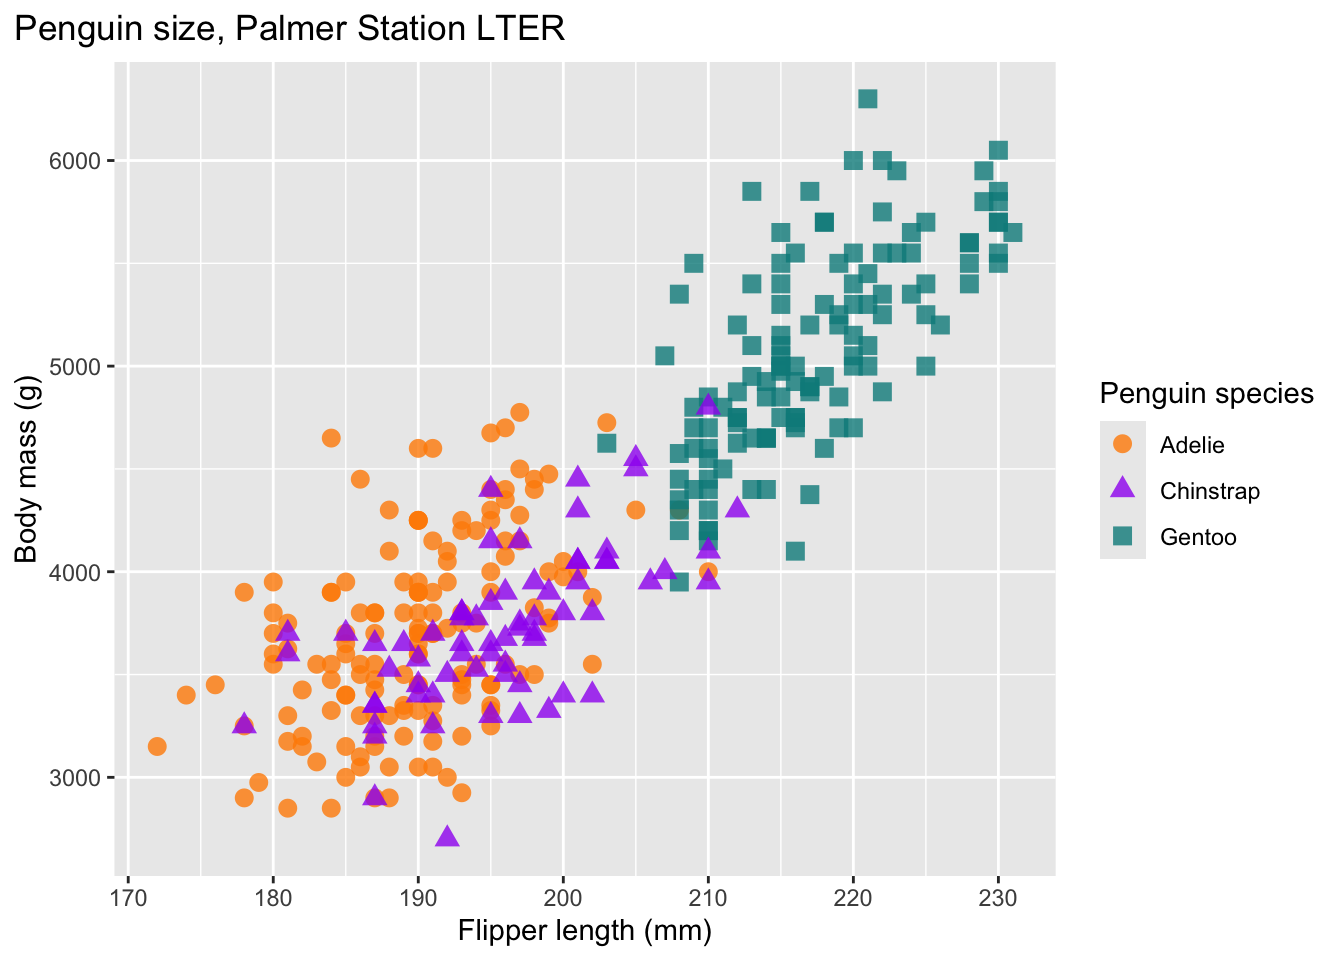 Penguin size, Palmer Station LTER
Body mass (g)
6000
5000
4000
3000
170 180 190 200 210 220 230
Flipper length (mm)
Penguin species
Adelie
Chinstrap
Gentoo